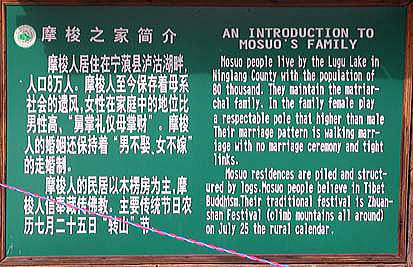 摩梭之家简介
摩梭人居住在宁蒗县泸沽湖畔,
人口8万人。摩梭人至今保存着母系
社会的遗风,女性在家庭中的地位比
男性高、“舅掌礼仪母掌财”。摩梭
人的婚姻还保持着“男不娶、女不嫁”
的走婚制。
摩梭人的民居以木楞房为主,摩
梭人信奉藏传佛教。主要传统节日农
历七月二十五日“转山”节
AN INTRODUCTION TO
MOSUO'S FAMILY
Mosuo people live by the Lugu Lake in
Ninglang County with the population of
80 thousand. They maintain the matriar-
chal family. In the family female play
a respectable pole that higher than male
Their marriage pattern is walking marr-
iage with no marriage ceremony and tight
links.
Mosuo residences are piled and struct-
ured by logs.Mosuo people believe in Tibet
Buddhism.Their traditional festival is Zhuan-
shan Festival (climb mountains all around)
on July 25 the rural calendar.